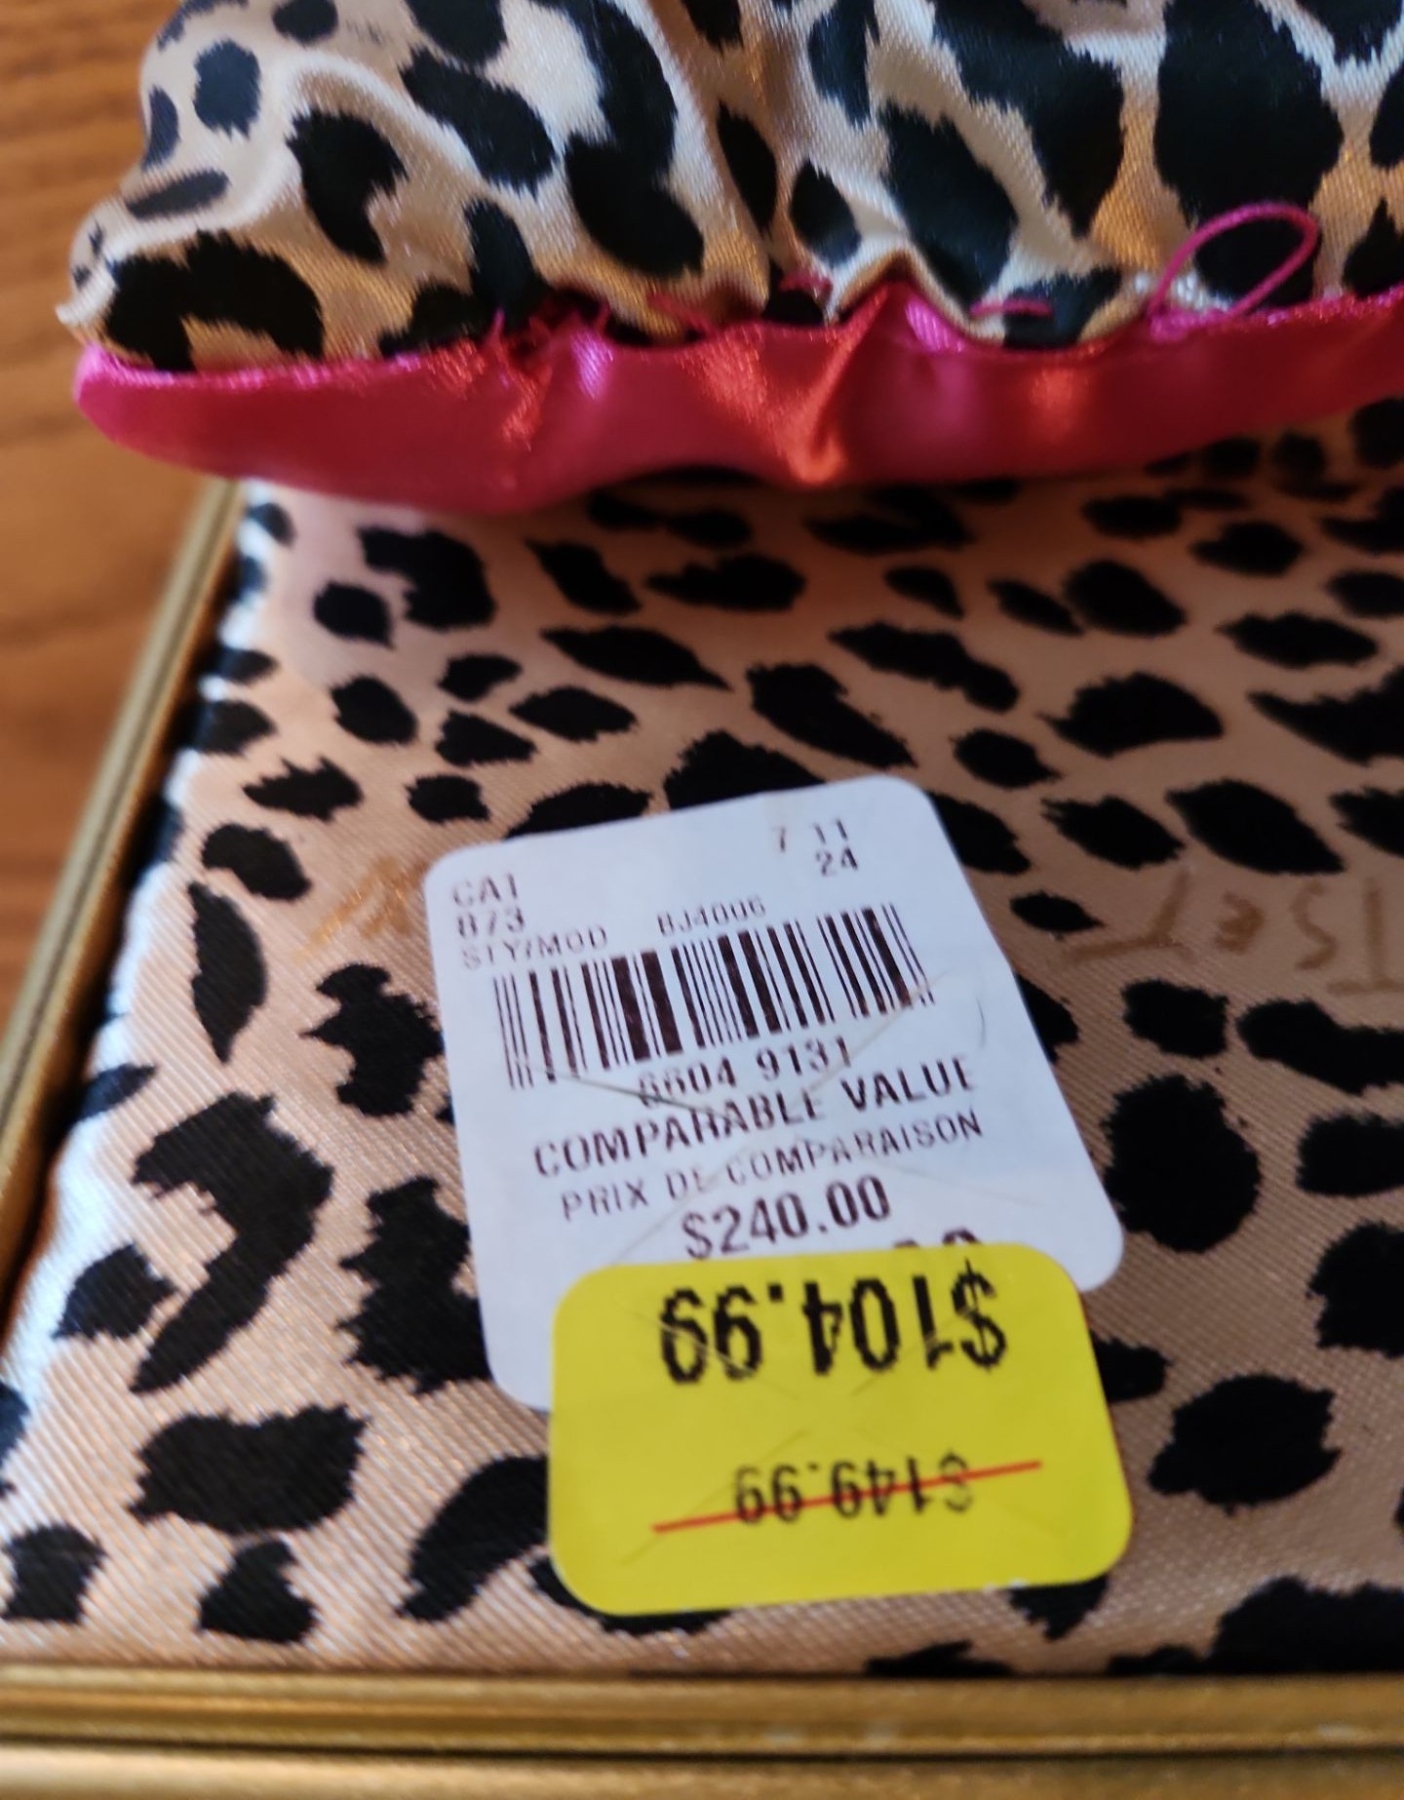 7 11
24
CAT
873
STY/MOD BJ4006
6604 9131
COMPARABLE VALUE
PRIX DE COMPARAISON
$240.00
$104.99
$149.99